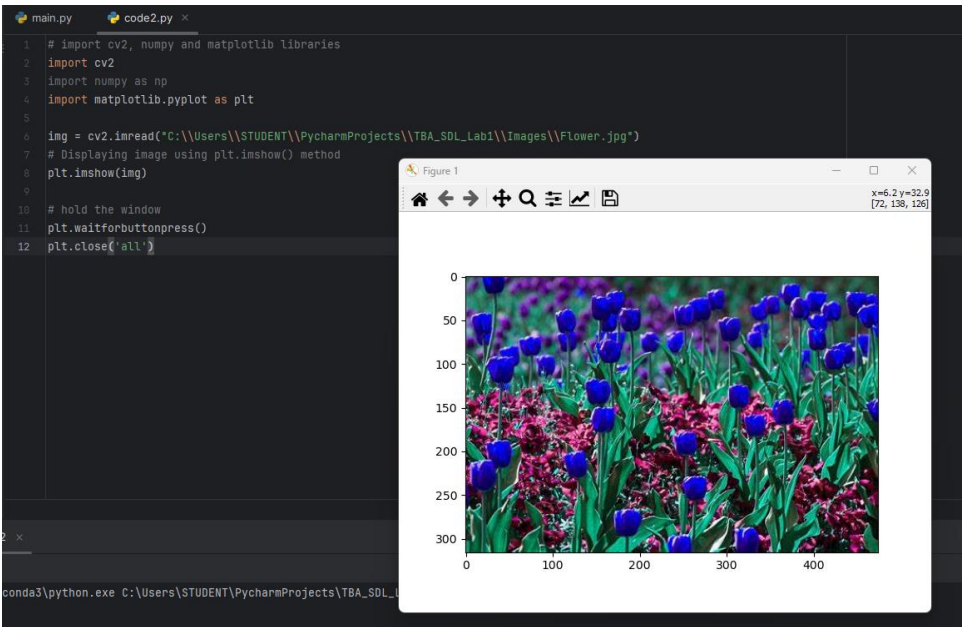 main.py code2.py ×
1 # import cv2, numpy and matplotlib libraries
2 import cv2
3 import numpy as np
4 import matplotlib.pyplot as plt
5
6 img = cv2.imread("C:\\Users\\STUDENT\\PycharmProjects\\TBA_SDL_Lab1\\Images\\Flower.jpg")
7 # Displaying image using plt.imshow() method
8 plt.imshow(img)
9
10 # hold the window
11 plt.waitforbuttonpress()
12 plt.close('all')
Figure 1
x=6.2 y=32.9
[72, 138, 126]
0
50
100
150
200
250
300
0 100 200 300 400
2 ×
conda3\python.exe C:\Users\STUDENT\PycharmProjects\TBA_SDL_L